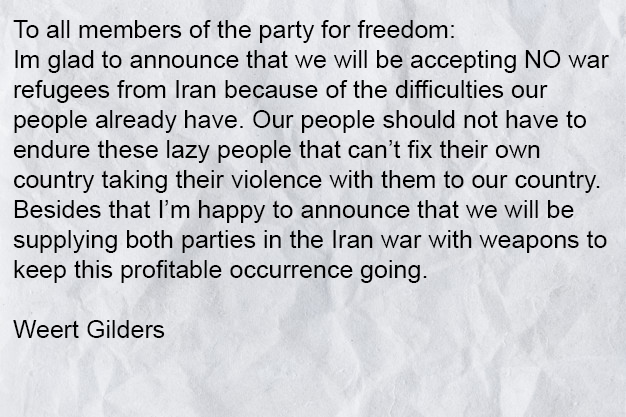 To all members of the party for freedom:
Im glad to announce that we will be accepting NO war
refugees from Iran because of the difficulties our
people already have. Our people should not have to
endure these lazy people that can’t fix their own
country taking their violence with them to our country.
Besides that I’m happy to announce that we will be
supplying both parties in the Iran war with weapons to
keep this profitable occurrence going.
Weert Gilders